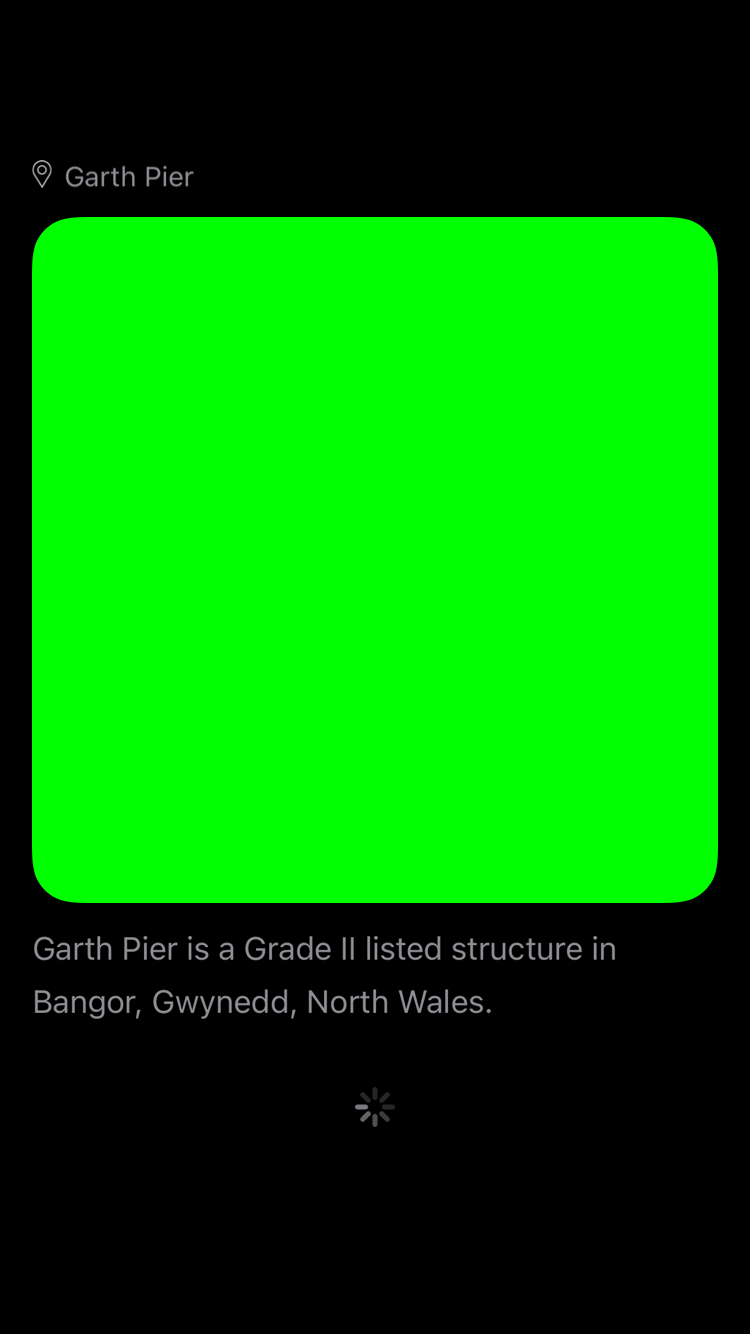 Garth Pier
Garth Pier is a Grade II listed structure in
Bangor, Gwynedd, North Wales.